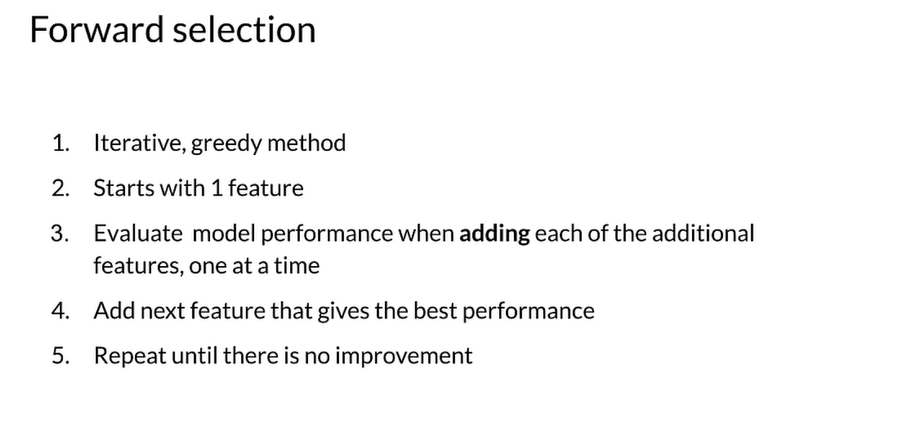 Forward selection
1. Iterative, greedy method
2. Starts with 1 feature
3. Evaluate model performance when adding each of the additional
features, one at a time
4. Add next feature that gives the best performance
5. Repeat until there is no improvement